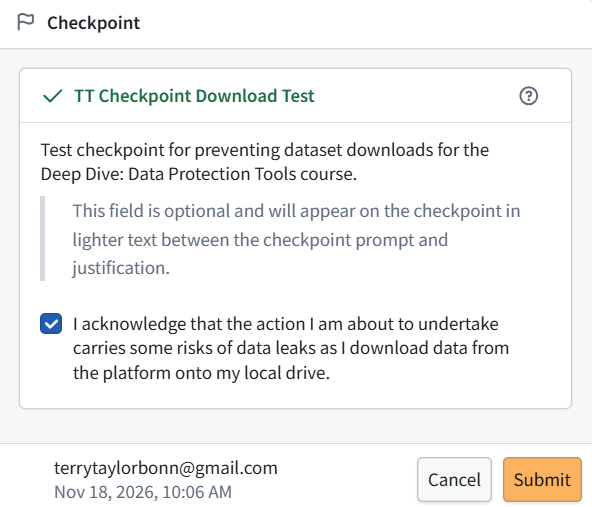 Checkpoint
TT Checkpoint Download Test
Test checkpoint for preventing dataset downloads for the
Deep Dive: Data Protection Tools course.
This field is optional and will appear on the checkpoint in
lighter text between the checkpoint prompt and
justification.
I acknowledge that the action I am about to undertake
carries some risks of data leaks as I download data from
the platform onto my local drive.
terrytaylorbonn@gmail.com
Nov 18, 2026, 10:06 AM
Cancel
Submit